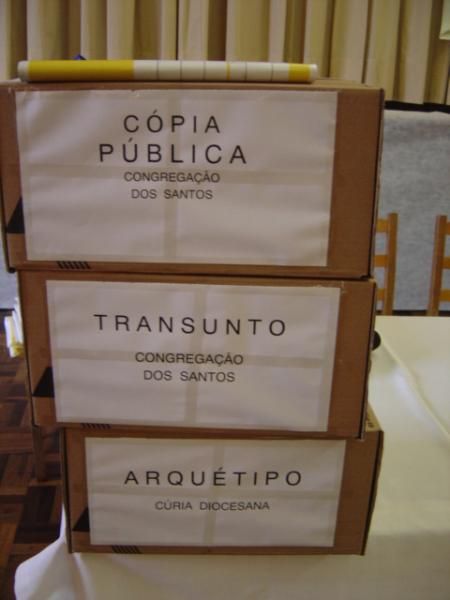 CÓPIA
PÚBLICA
CONGREGAÇÃO
DOS SANTOS
TRANSUNTO
CONGREGAÇÃO
DOS SANTOS
ARQUÉTIPO
CÚRIA DIOCESANA